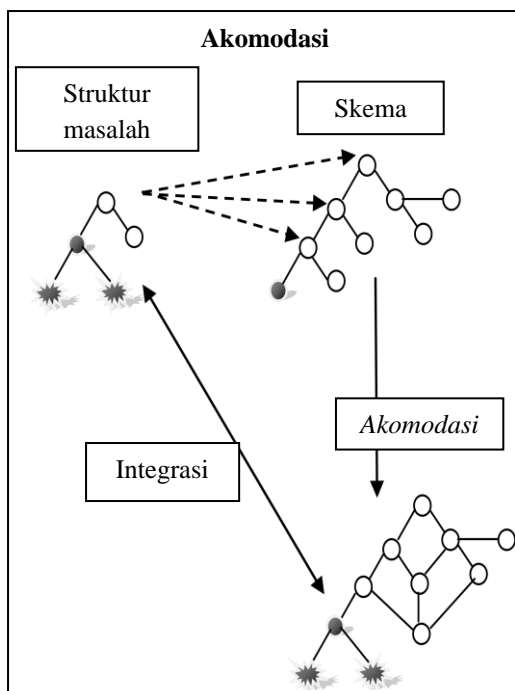 Akomodasi
Struktur
masalah
Skema
Akomodasi
Integrasi